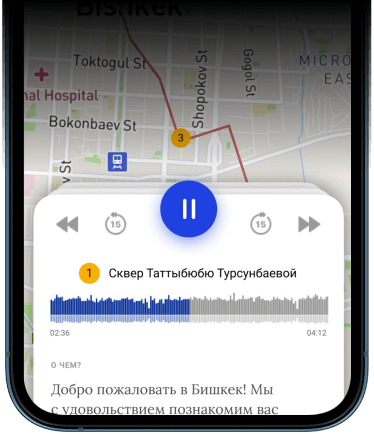 Bishkek
Toktogul St
MICRO
EAS
nal Hospital
Shopokov St
Gogol St
Bokonbaev St
3
v St
15
15
1 Сквер Таттыбюбю Турсунбаевой
02:36 04:12
О ЧЕМ?
Добро пожаловать в Бишкек! Мы
с удовольствием познакомим вас